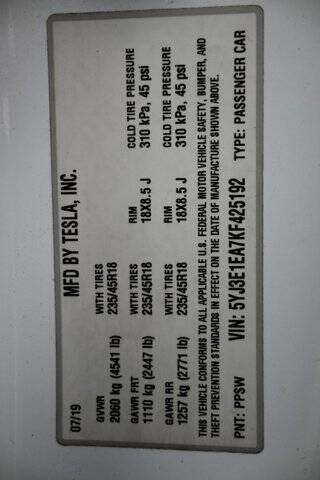 07/19 MFD BY TESLA, INC.
GVWR WITH TIRES RIM COLD TIRE PRESSURE
2060 kg (4541 lb) 235/45R18 18X8.5 J 310 kPa, 45 psi
GAWR FRT WITH TIRES RIM COLD TIRE PRESSURE
1110 kg (2447 lb) 235/45R18 18X8.5 J 310 kPa, 45 psi
GAWR RR WITH TIRES
1257 kg (2771 lb) 235/45R18
THIS VEHICLE CONFORMS TO ALL APPLICABLE U.S. FEDERAL MOTOR VEHICLE SAFETY, BUMPER, AND
THEFT PREVENTION STANDARDS IN EFFECT ON THE DATE OF MANUFACTURE SHOWN ABOVE.
PNT: PPSW VIN: 5YJ3E1EA7KF425192 TYPE: PASSENGER CAR